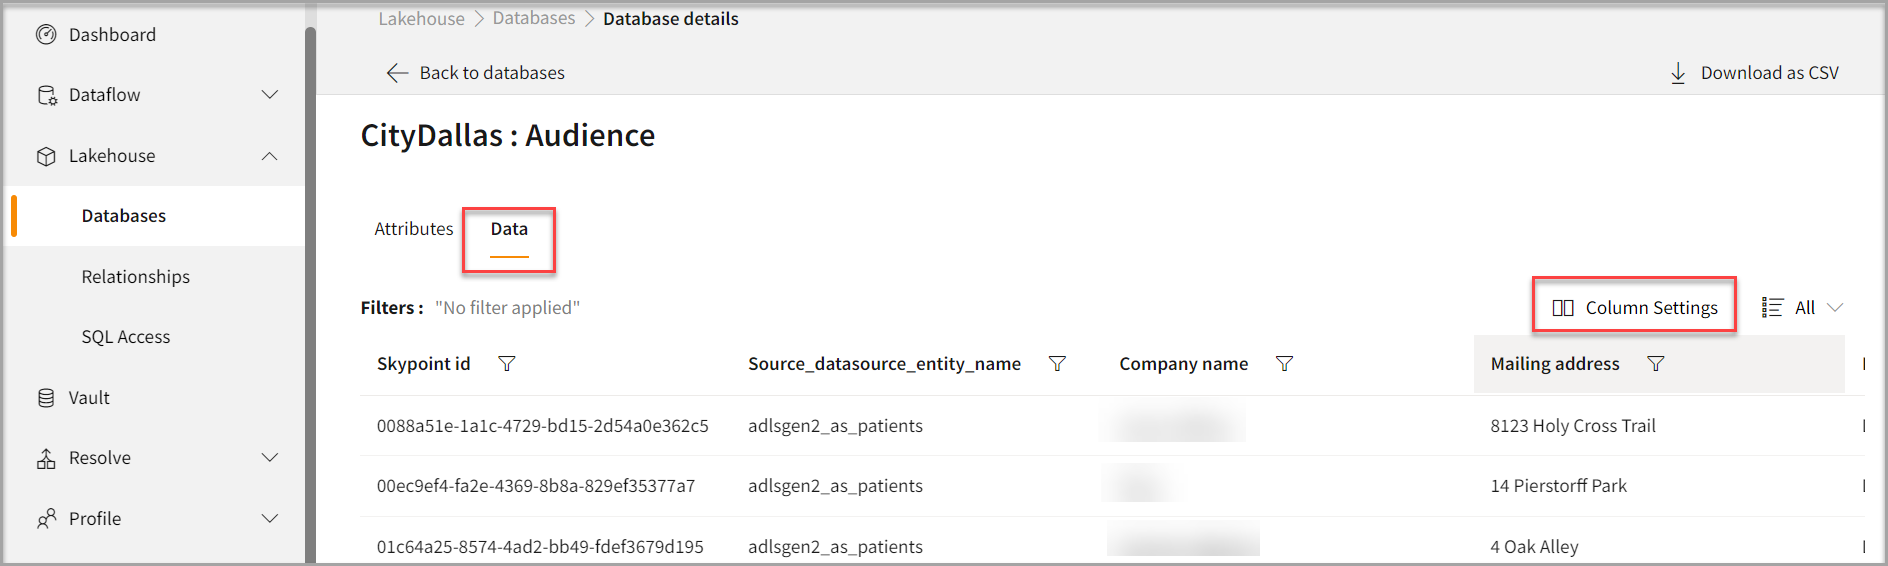 Dashboard
Dataflow
Lakehouse
Databases
Relationships
SQL Access
Vault
Resolve
Profile
Lakehouse > Databases > Database details
Back to databases
Download as CSV
CityDallas : Audience
Attributes Data
Filters : "No filter applied"
Column Settings All
Skypoint id Source_datasource_entity_name Company name Mailing address
0088a51e-1a1c-4729-bd15-2d54a0e362c5 adlsgen2_as_patients 8123 Holy Cross Trail
00ec9ef4-fa2e-4369-8b8a-829ef35377a7 adlsgen2_as_patients 14 Pierstorff Park
01c64a25-8574-4ad2-bb49-fdef3679d195 adlsgen2_as_patients 4 Oak Alley